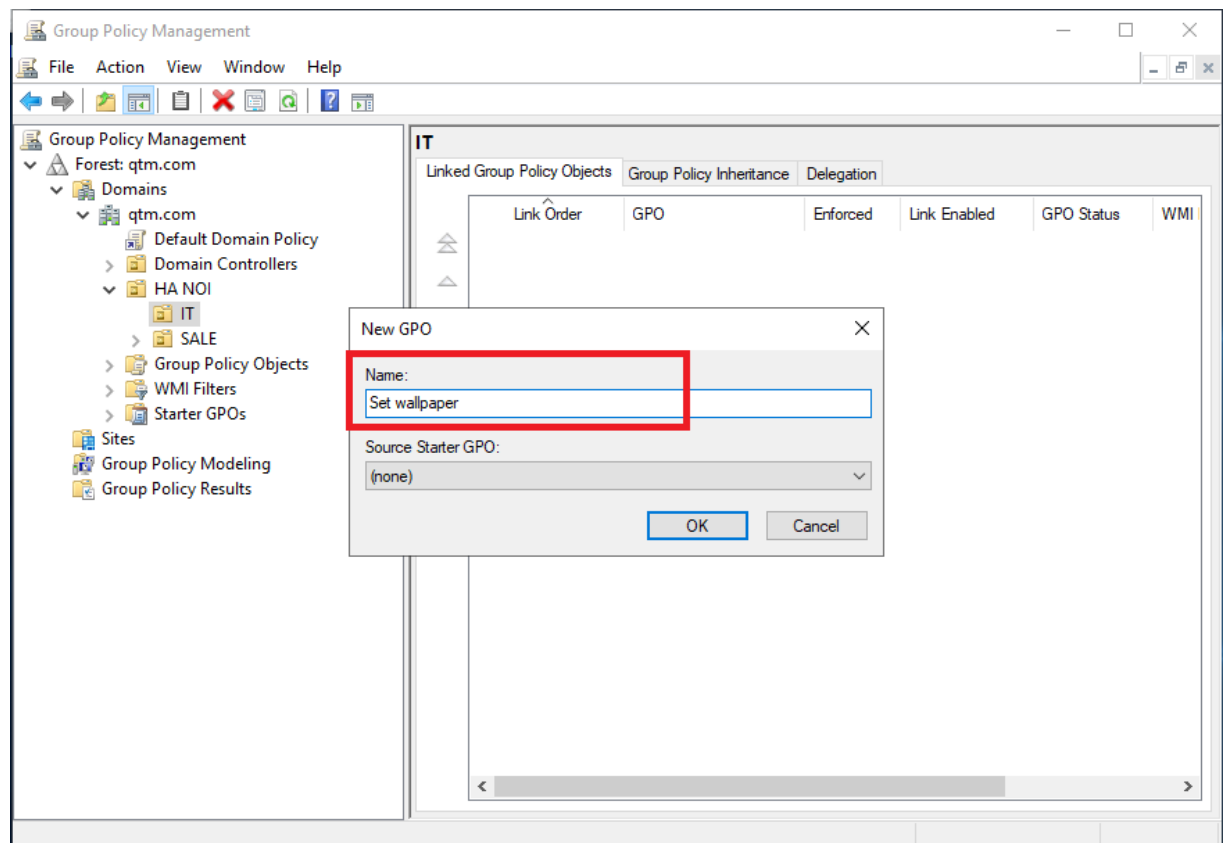 Group Policy Management
File Action View Window Help
Group Policy Management
Forest: qtm.com
Domains
qtm.com
Default Domain Policy
Domain Controllers
HA NOI
IT
SALE
Group Policy Objects
WMI Filters
Starter GPOs
Sites
Group Policy Modeling
Group Policy Results
IT
Linked Group Policy Objects Group Policy Inheritance Delegation
Link Order GPO Enforced Link Enabled GPO Status WMI
New GPO
Name:
Set wallpaper
Source Starter GPO:
(none)
OK Cancel